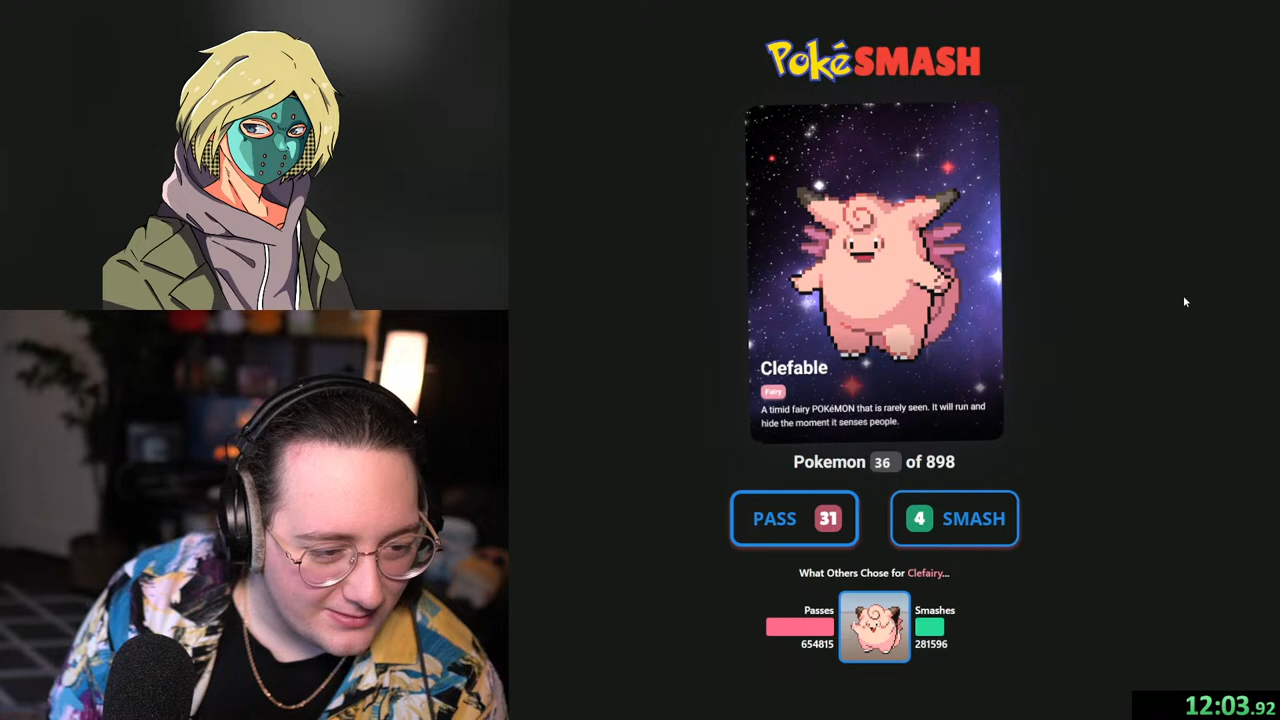 PokéSMASH
Clefable
Fairy
A timid fairy POKéMON that is rarely seen. It will run and
hide the moment it senses people.
Pokemon 36 of 898
PASS 31
4 SMASH
What Others Chose for Clefairy...
Passes
654815
Smashes
281596
12:03.92